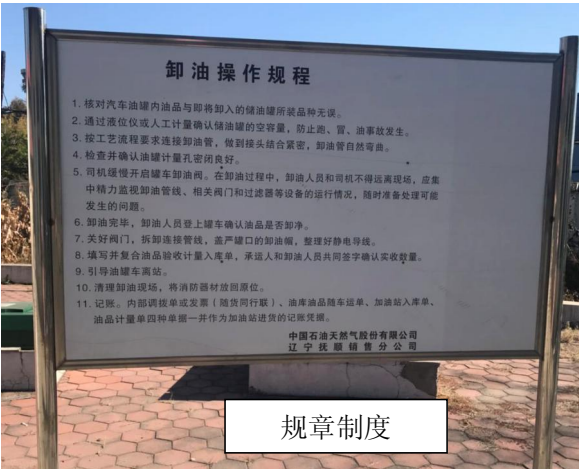 卸油操作规程
1. 核对汽车油罐内油品与即将卸入的储油罐所装品种无误。
2. 通过液位仪或人工计量确认储油罐的空容量，防止跑、冒、油事故发生。
3. 按工艺流程要求连接卸油管，做到接头结合紧密，卸油管自然弯曲。
4. 检查并确认油罐计量孔密闭良好。
5. 司机缓慢开启罐车卸油阀。在卸油过程中，卸油人员和司机不得远离现场，应集
中精力监视卸油管线、相关阀门和过滤器等设备的运行情况，随时准备处理可能
发生的问题。
6. 卸油完毕，卸油人员登上罐车确认油品是否卸净。
7. 关好阀门，拆卸连接管线，盖严罐口的卸油帽，整理好静电导线。
8. 填写并复合油品验收计量入库单，承运人和卸油人员共同签字确认实收数量。
9. 引导油罐车离站。
10. 清理卸油现场，将消防器材放回原位。
11. 记账。内部调拨单或发票（随货同行联）、油库油品随车运单、加油站入库单、
油品计量单四种单据一并作为加油站进货的记账凭据。
中国石油天然气股份有限公司
辽宁抚顺销售分公司
规章制度